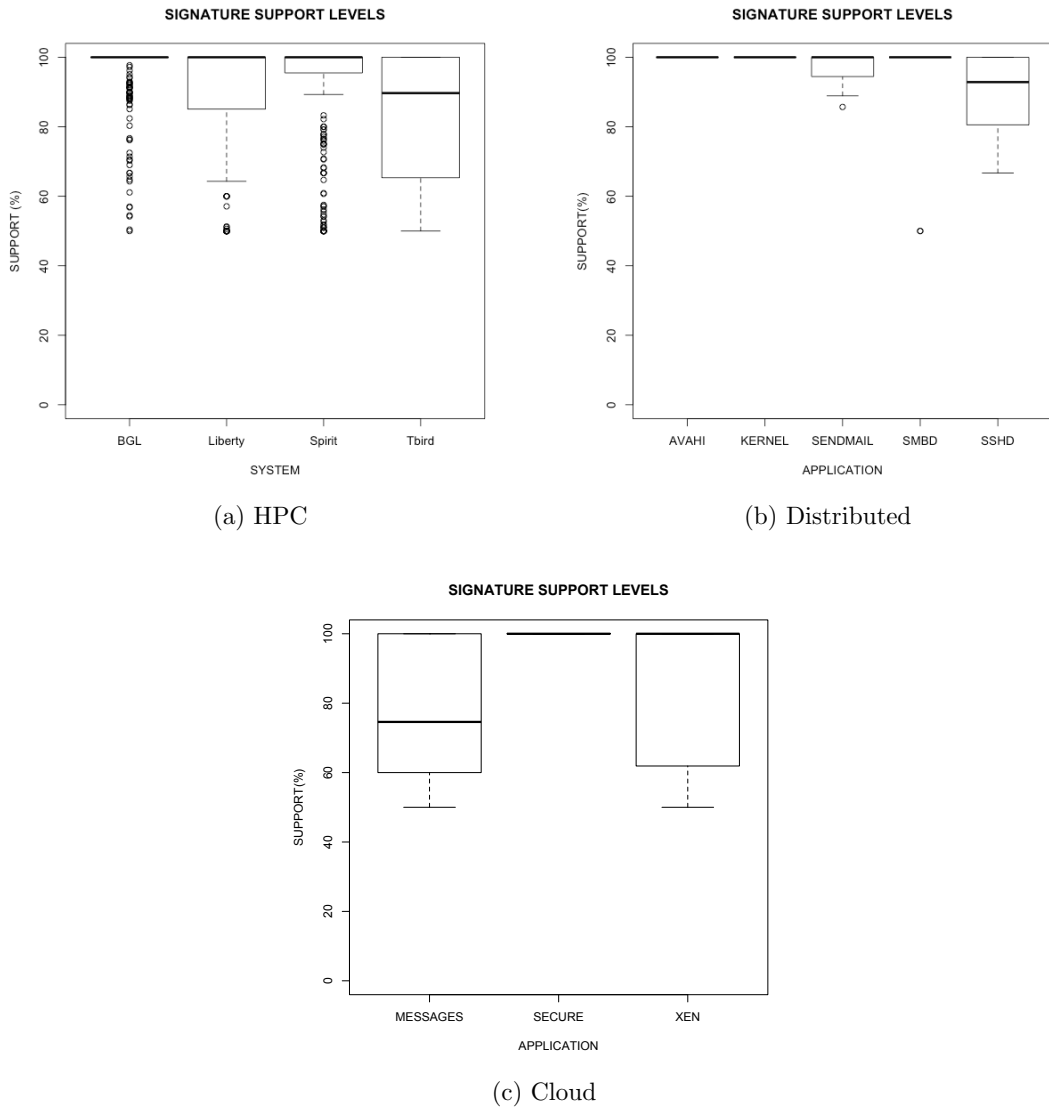 SIGNATURE SUPPORT LEVELS
SUPPORT (%)
100
80
60
40
20
0
BGL Liberty Spirit Tbird
SYSTEM
(a) HPC
SIGNATURE SUPPORT LEVELS
SUPPORT(%)
100
80
60
40
20
0
AVAHI KERNEL SENDMAIL SMBD SSHD
APPLICATION
(b) Distributed
SIGNATURE SUPPORT LEVELS
SUPPORT(%)
100
80
60
40
20
0
MESSAGES SECURE XEN
APPLICATION
(c) Cloud